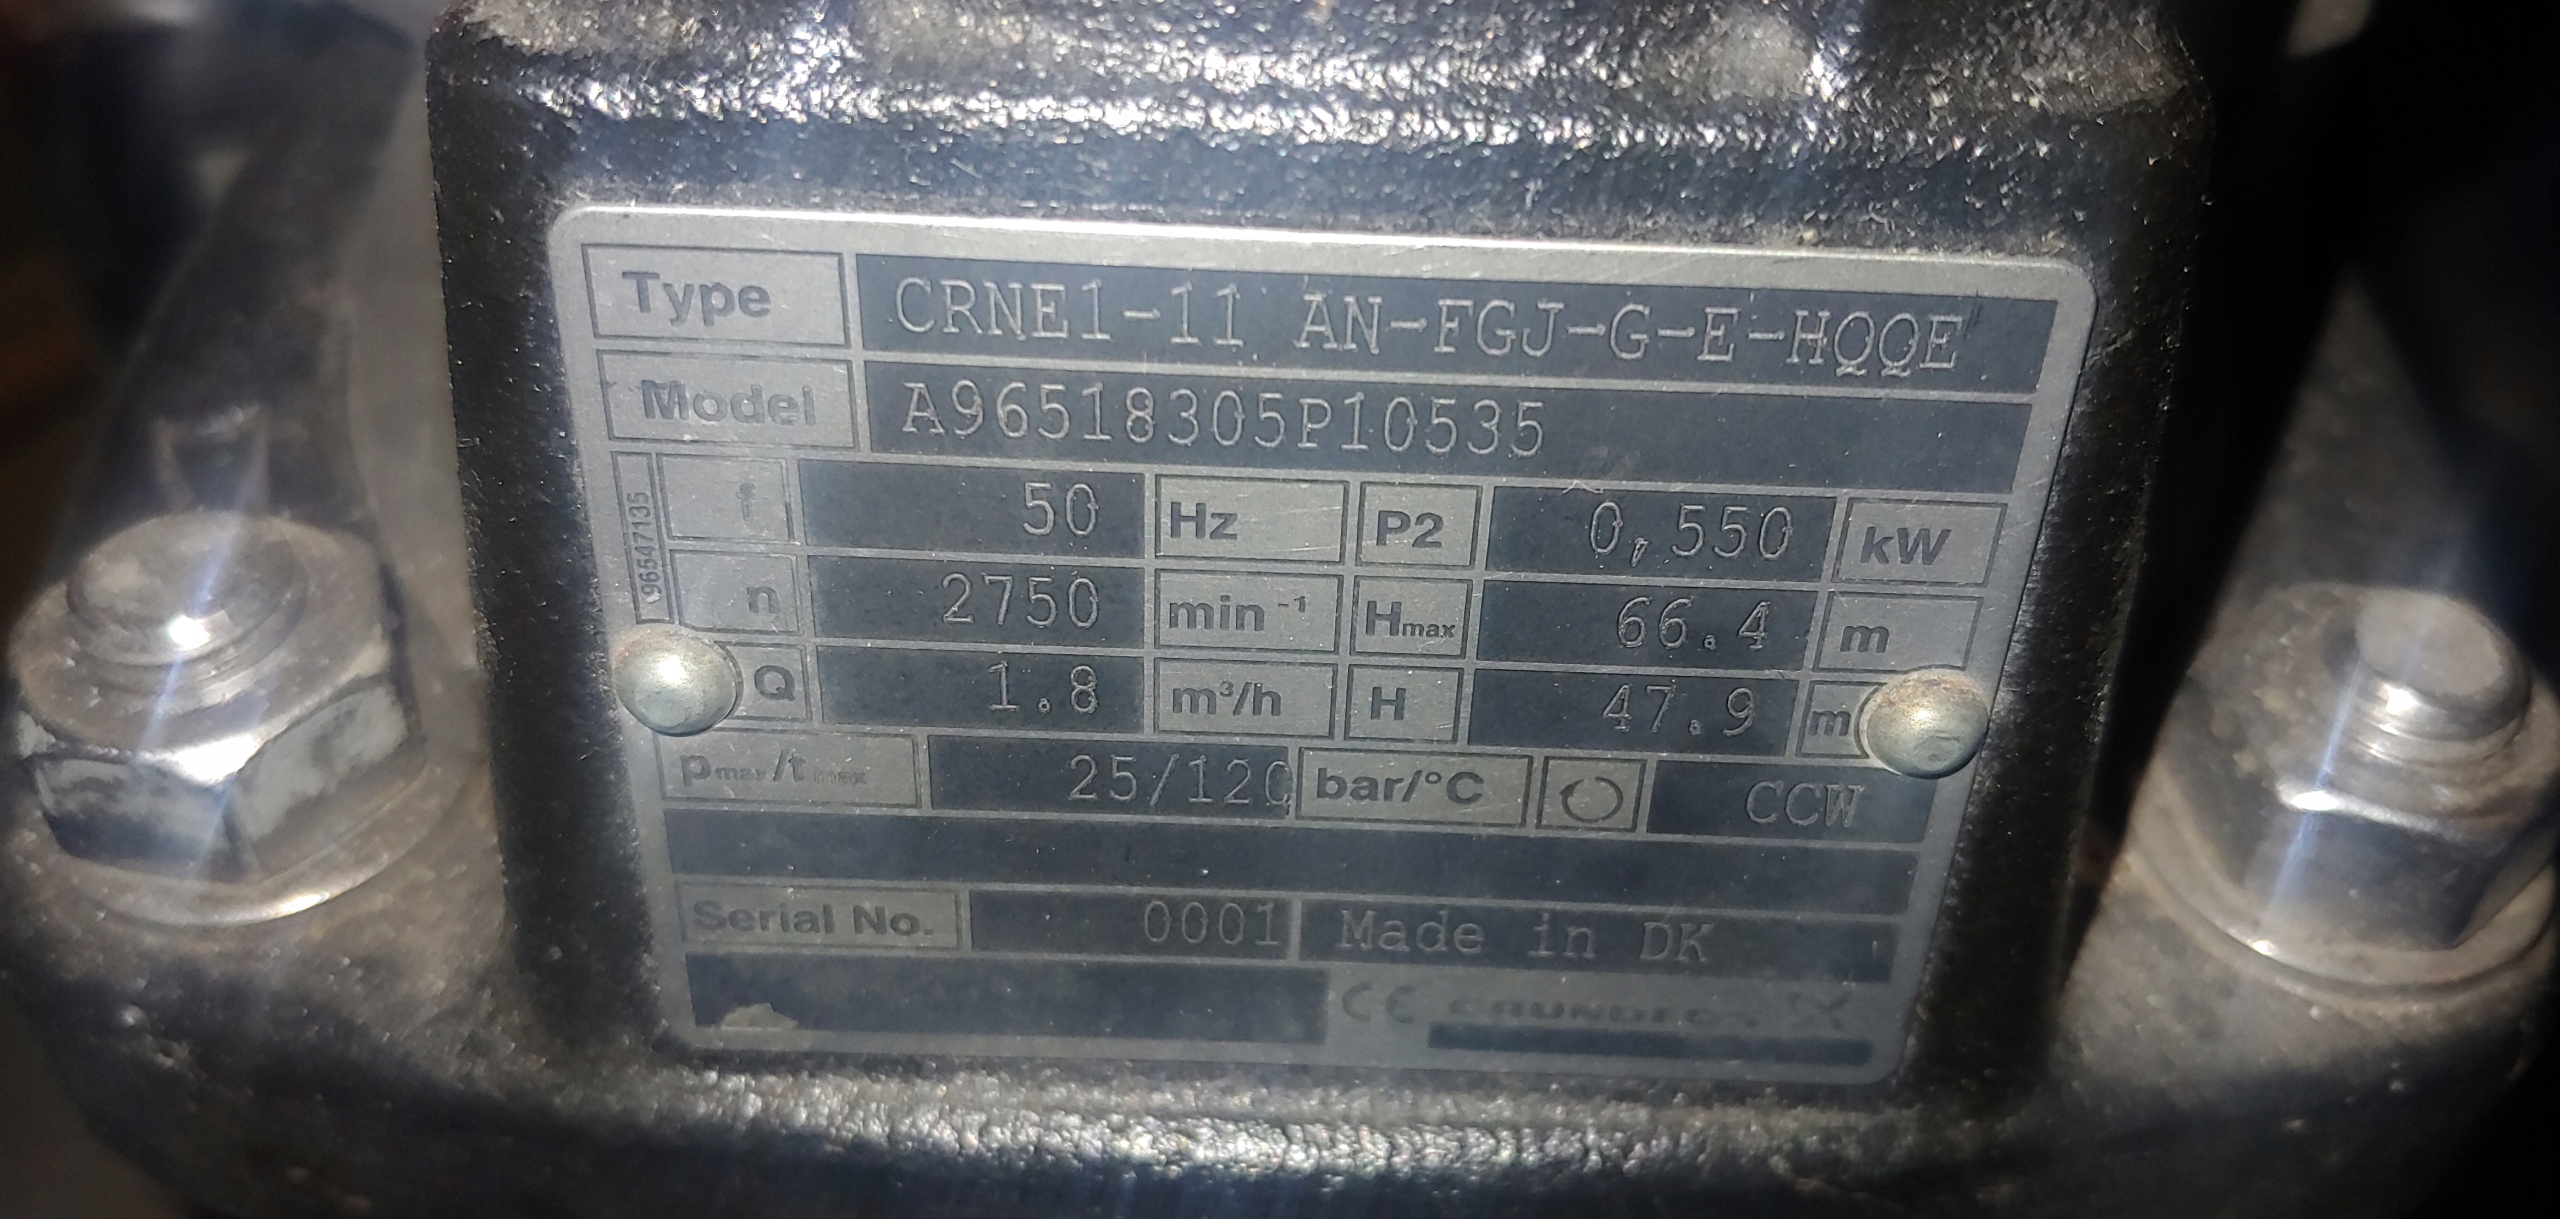 Type CRNE1-11 AN-FGJ-G-E-HQQE
Model A96518305P10535
96547135
f 50 Hz P2 0,550 kW
n 2750 min⁻¹ Hmax 66.4 m
Q 1.8 m³/h H 47.9 m
pmax/tmax 25/120 bar/°C CCW
Serial No. 0001 Made in DK
CE GRUNDFOS